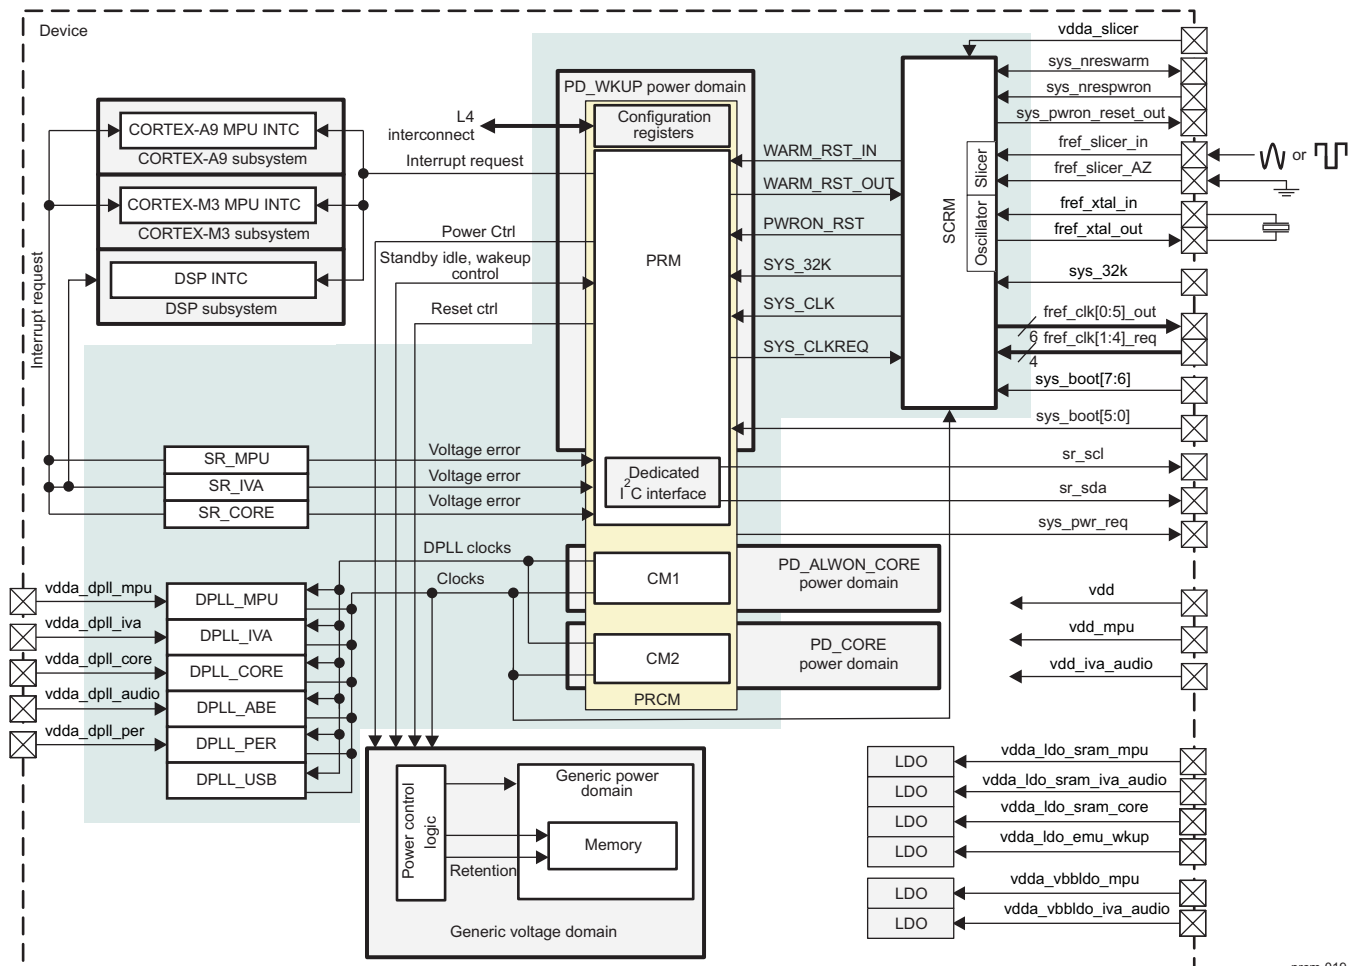 Device
vdda_slicer
sys_nreswarm
sys_nrespwron
sys_pwron_reset_out
fref_slicer_in
or
fref_slicer_AZ
fref_xtal_in
fref_xtal_out
sys_32k
fref_clk[0:5]_out
6
fref_clk[1:4]_req
4
sys_boot[7:6]
sys_boot[5:0]
sr_scl
sr_sda
sys_pwr_req
vdd
vdd_mpu
vdd_iva_audio
SCRM
Slicer
Oscillator
PD_WKUP power domain
Configuration
registers
L4
interconnect
Interrupt request
WARM_RST_IN
WARM_RST_OUT
PWRON_RST
SYS_32K
SYS_CLK
SYS_CLKREQ
PRM
Power Ctrl
Standby idle, wakeup
control
Reset ctrl
CORTEX-A9 MPU INTC
CORTEX-A9 subsystem
CORTEX-M3 MPU INTC
CORTEX-M3 subsystem
DSP INTC
DSP subsystem
Interrupt request
SR_MPU
SR_IVA
SR_CORE
Voltage error
Voltage error
Voltage error
Dedicated
I2C interface
DPLL clocks
Clocks
CM1
PD_ALWON_CORE
power domain
CM2
PD_CORE
power domain
PRCM
vdda_dpll_mpu
vdda_dpll_iva
vdda_dpll_core
vdda_dpll_audio
vdda_dpll_per
DPLL_MPU
DPLL_IVA
DPLL_CORE
DPLL_ABE
DPLL_PER
DPLL_USB
Power control
logic
Generic power
domain
Memory
Retention
Generic voltage domain
LDO
vdda_ldo_sram_mpu
LDO
vdda_ldo_sram_iva_audio
LDO
vdda_ldo_sram_core
LDO
vdda_ldo_emu_wkup
LDO
vdda_vbbldo_mpu
LDO
vdda_vbbldo_iva_audio